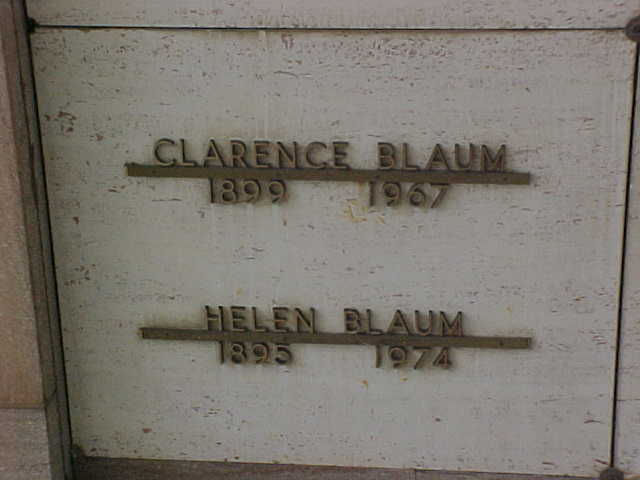 CLARENCE BLAUM
1899 1967
HELEN BLAUM
1895 1974